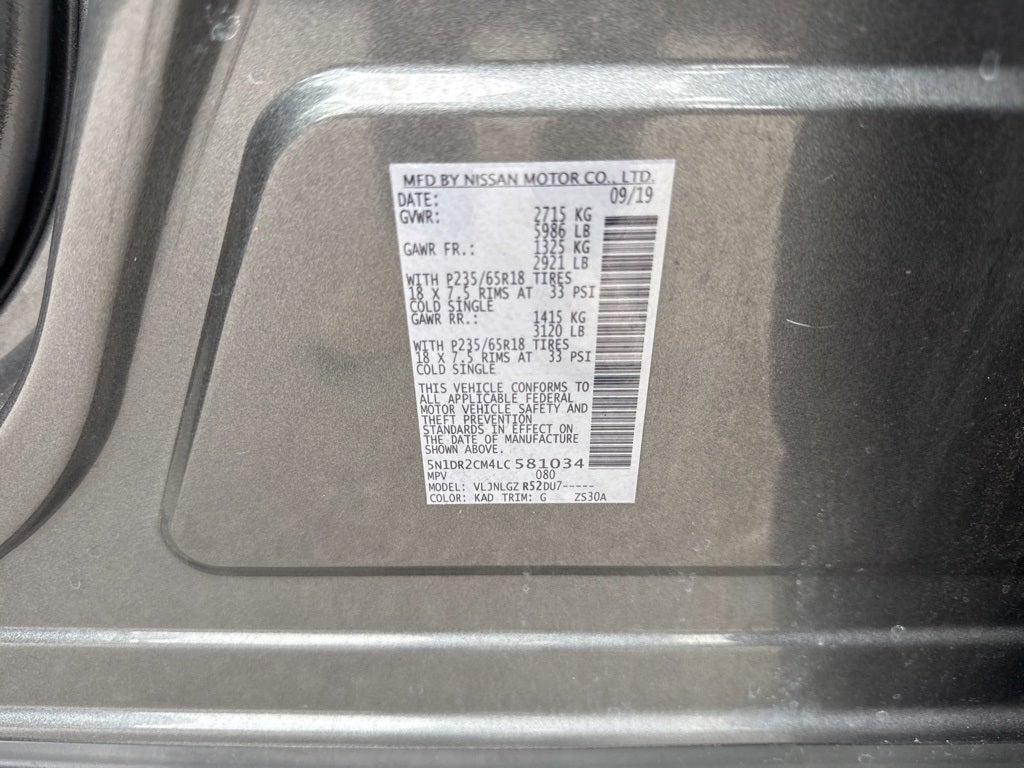 MFD BY NISSAN MOTOR CO., LTD.
DATE: 09/19
GVWR: 2715 KG
5986 LB
GAWR FR.: 1325 KG
2921 LB
WITH P235/65R18 TIRES
18 X 7.5 RIMS AT 33 PSI
COLD SINGLE
GAWR RR.: 1415 KG
3120 LB
WITH P235/65R18 TIRES
18 X 7.5 RIMS AT 33 PSI
COLD SINGLE
THIS VEHICLE CONFORMS TO
ALL APPLICABLE FEDERAL
MOTOR VEHICLE SAFETY AND
THEFT PREVENTION
STANDARDS IN EFFECT ON
THE DATE OF MANUFACTURE
SHOWN ABOVE.
5N1DR2CM4LC581034
MPV 080
MODEL: VLJNLGZ R52DU7-----
COLOR: KAD TRIM: G ZS30A